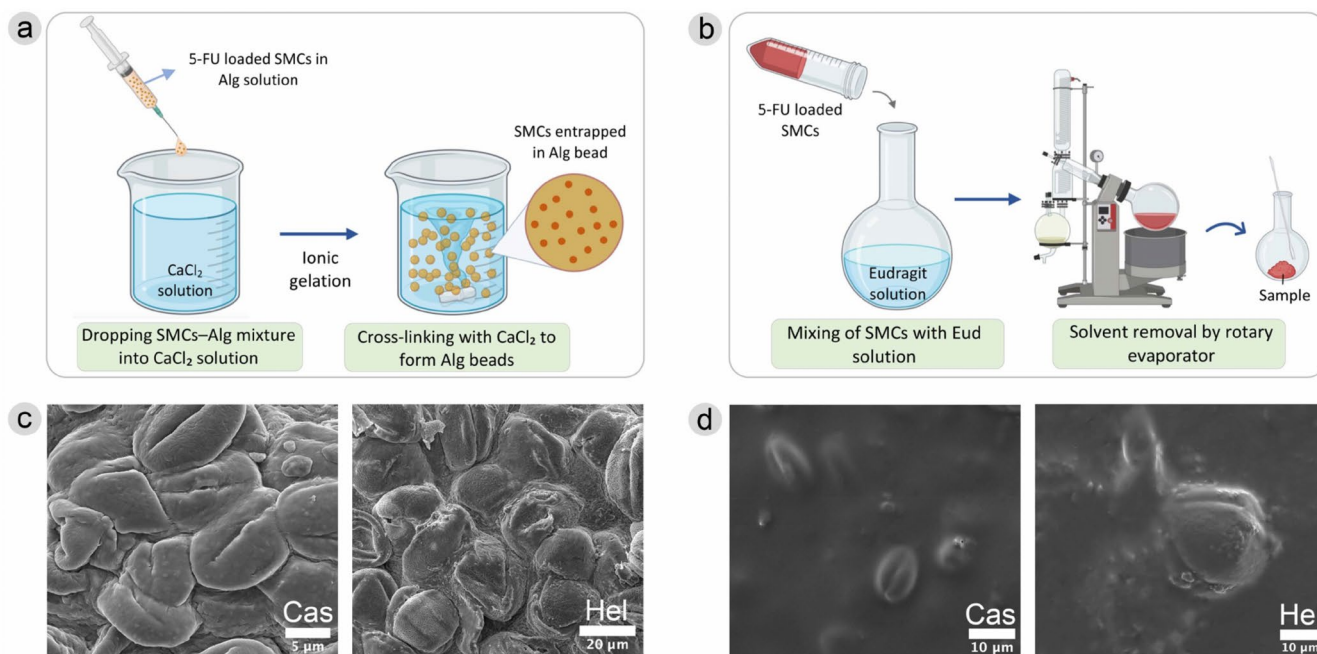 a
5-FU loaded SMCs in
Alg solution
SMCs entrapped
in Alg bead
CaCl₂
solution
Ionic
gelation
Dropping SMCs–Alg mixture
into CaCl₂ solution
Cross-linking with CaCl₂ to
form Alg beads
b
5-FU loaded
SMCs
Eudragit
solution
Sample
Mixing of SMCs with Eud
solution
Solvent removal by rotary
evaporator
c
Cas
5 µm
Hel
20 µm
d
Cas
10 µm
He
10 µm